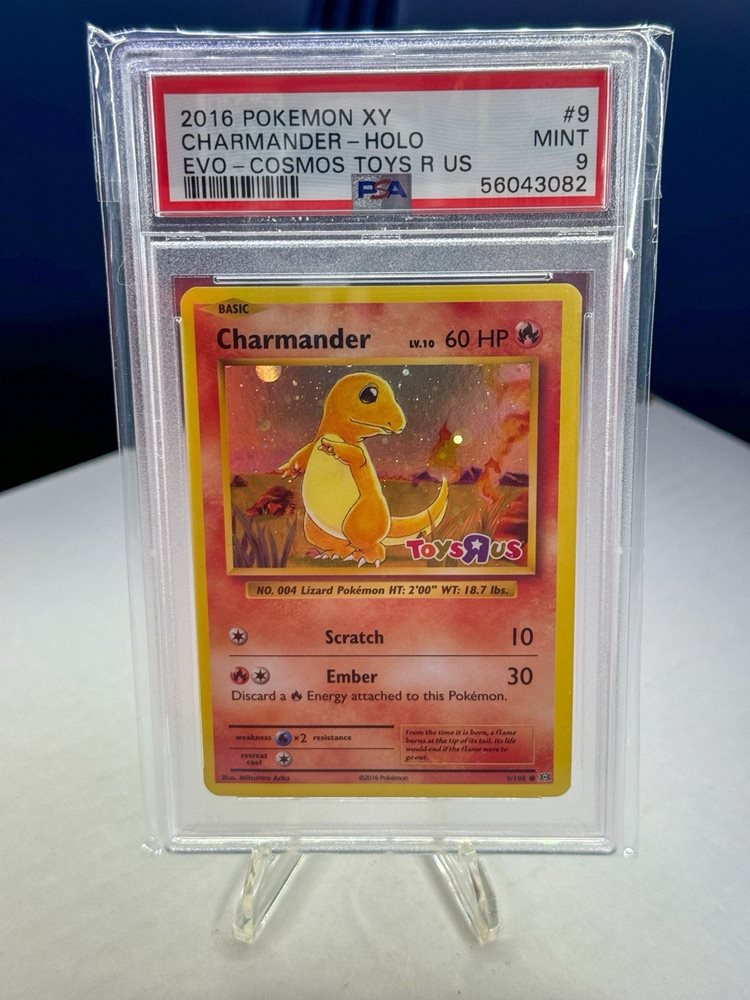 2016 POKEMON XY #9
CHARMANDER - HOLO MINT
EVO - COSMOS TOYS R US 9
PSA 56043082
BASIC
Charmander LV.10 60 HP
ToysЯus
NO. 004 Lizard Pokémon HT: 2'00" WT: 18.7 lbs.
Scratch 10
Ember 30
Discard a Energy attached to this Pokémon.
weakness ×2 resistance
retreat cost
From the time it is born, a flame
burns at the tip of its tail. Its life
would end if the flame were to
go out.
Illus. Mitsuhiro Arita ©2016 Pokémon 9/108